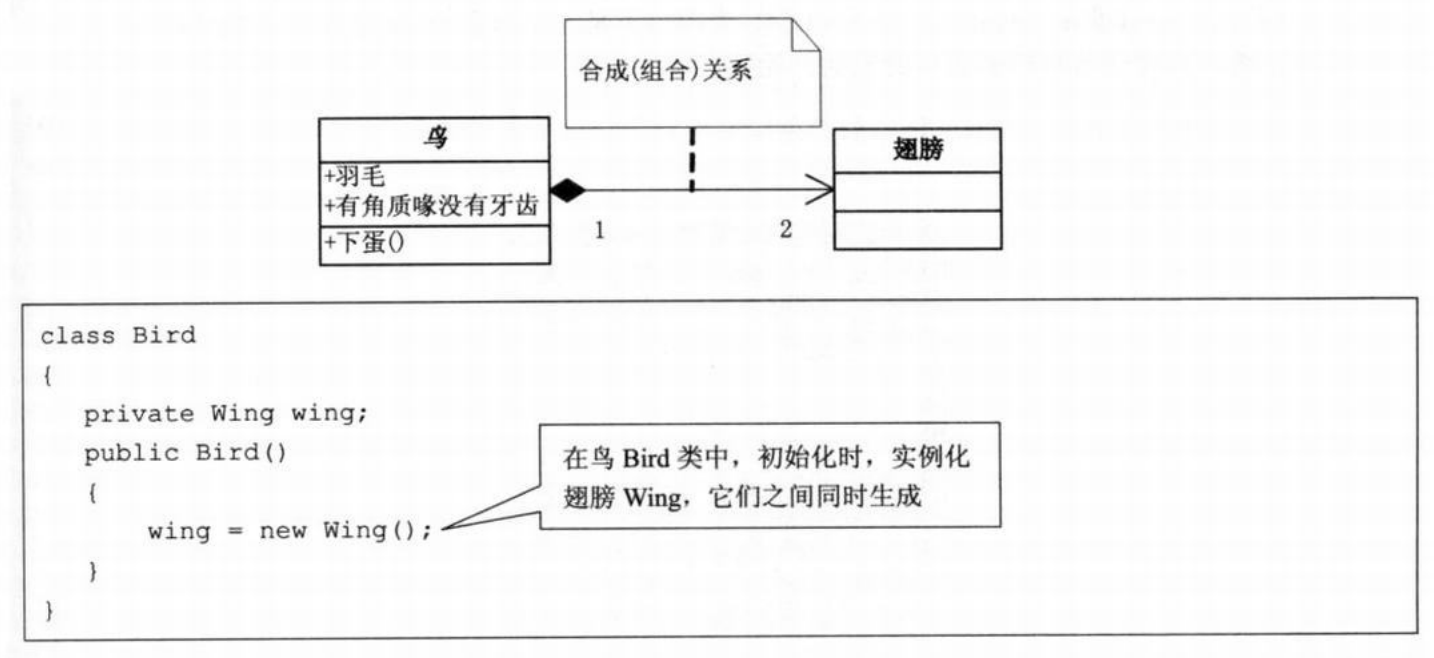 合成(组合)关系
鸟
+羽毛
+有角质喙没有牙齿
+下蛋()
翅膀
1
2
class Bird
{
private Wing wing;
public Bird()
{
wing = new Wing();
}
}
在鸟 Bird 类中，初始化时，实例化
翅膀 Wing，它们之间同时生成